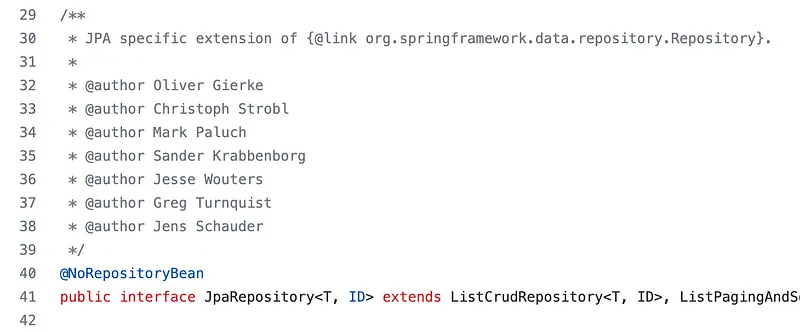 29 /**
30 * JPA specific extension of {@link org.springframework.data.repository.Repository}.
31 *
32 * @author Oliver Gierke
33 * @author Christoph Strobl
34 * @author Mark Paluch
35 * @author Sander Krabbenborg
36 * @author Jesse Wouters
37 * @author Greg Turnquist
38 * @author Jens Schauder
39 */
40 @NoRepositoryBean
41 public interface JpaRepository<T, ID> extends ListCrudRepository<T, ID>, ListPagingAndS
42